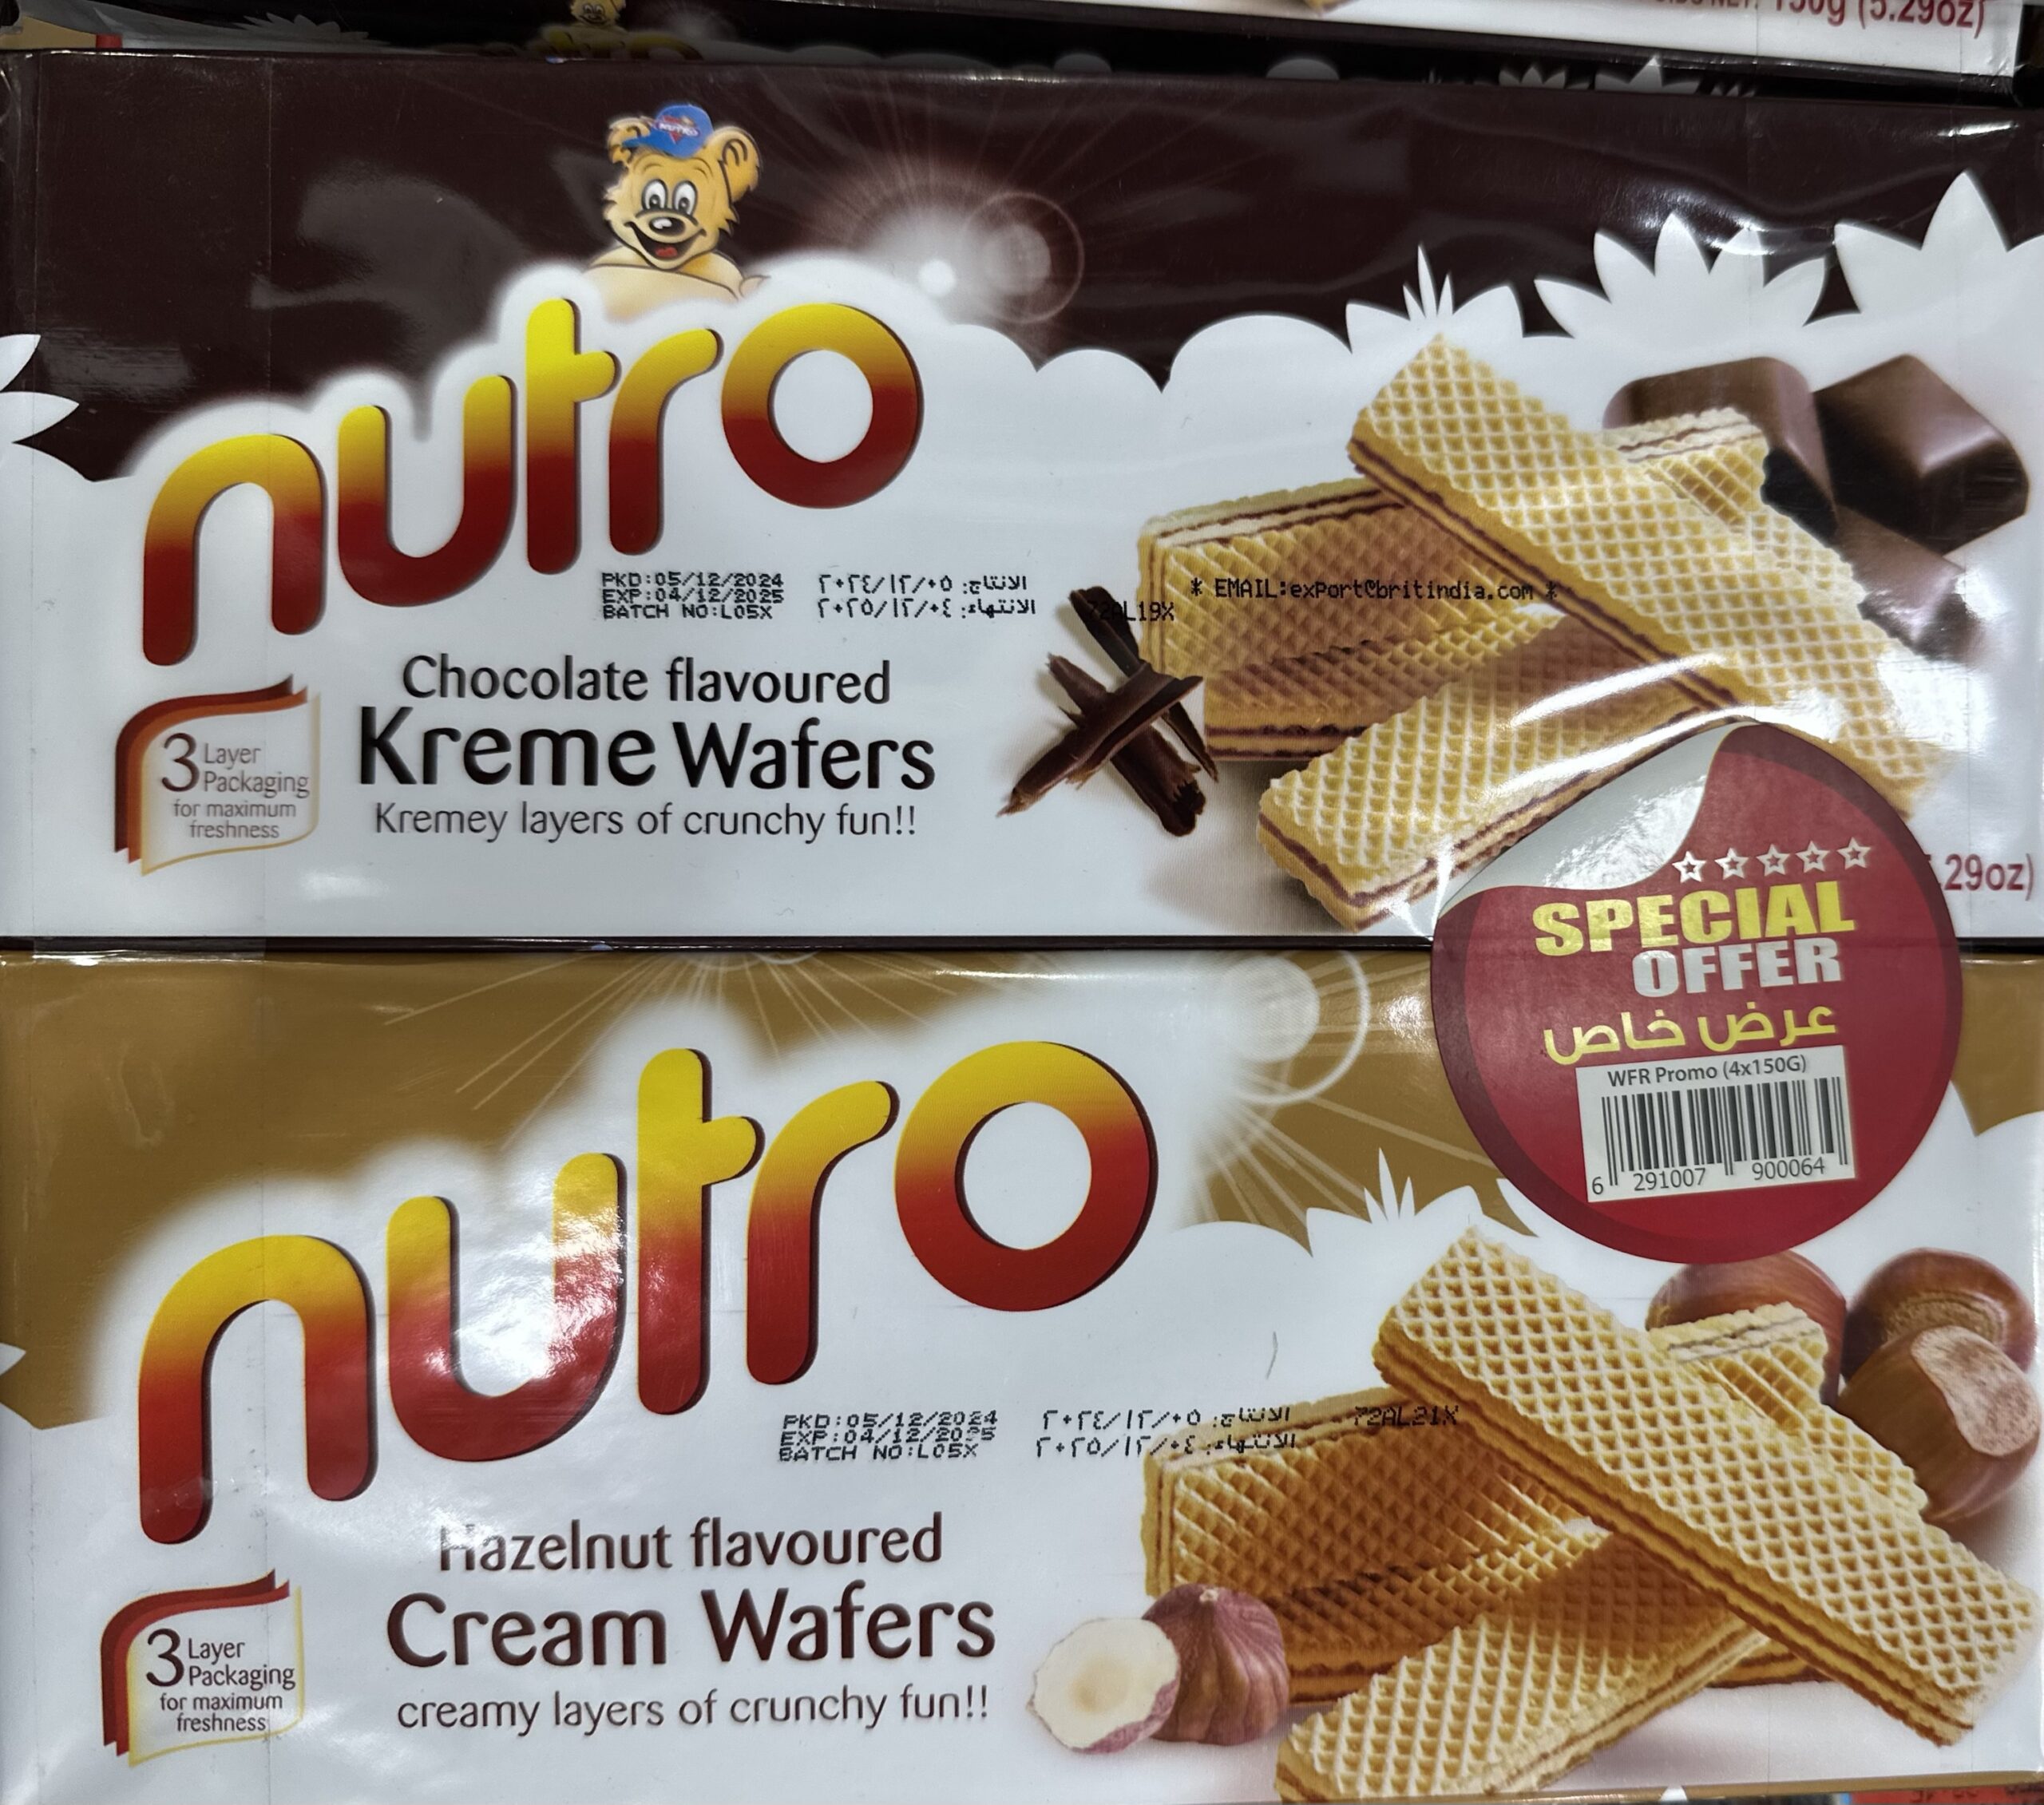 150g (5.29oz)
NUTRO
nutro
PKD:05/12/2024
EXP:04/12/2025
BATCH NO:L05X
الانتاج: ٢٠٢٤/١٢/٠٥
الانتهاء: ٢٠٢٥/١٢/٠٤
72AL19X
* EMAIL:exPort@britindia.com *
Chocolate flavoured
Kreme Wafers
Kremey layers of crunchy fun!!
3 Layer
Packaging
for maximum
freshness
.29oz)
SPECIAL
OFFER
عرض خاص
WFR Promo (4x150G)
6 291007 900064
nutro
PKD:05/12/2024
EXP:04/12/2025
BATCH NO:L05X
الانتاج: ٢٠٢٤/١٢/٠٥
الانتهاء: ٢٠٢٥/١٢/٠٤
72AL21X
Hazelnut flavoured
Cream Wafers
creamy layers of crunchy fun!!
3 Layer
Packaging
for maximum
freshness